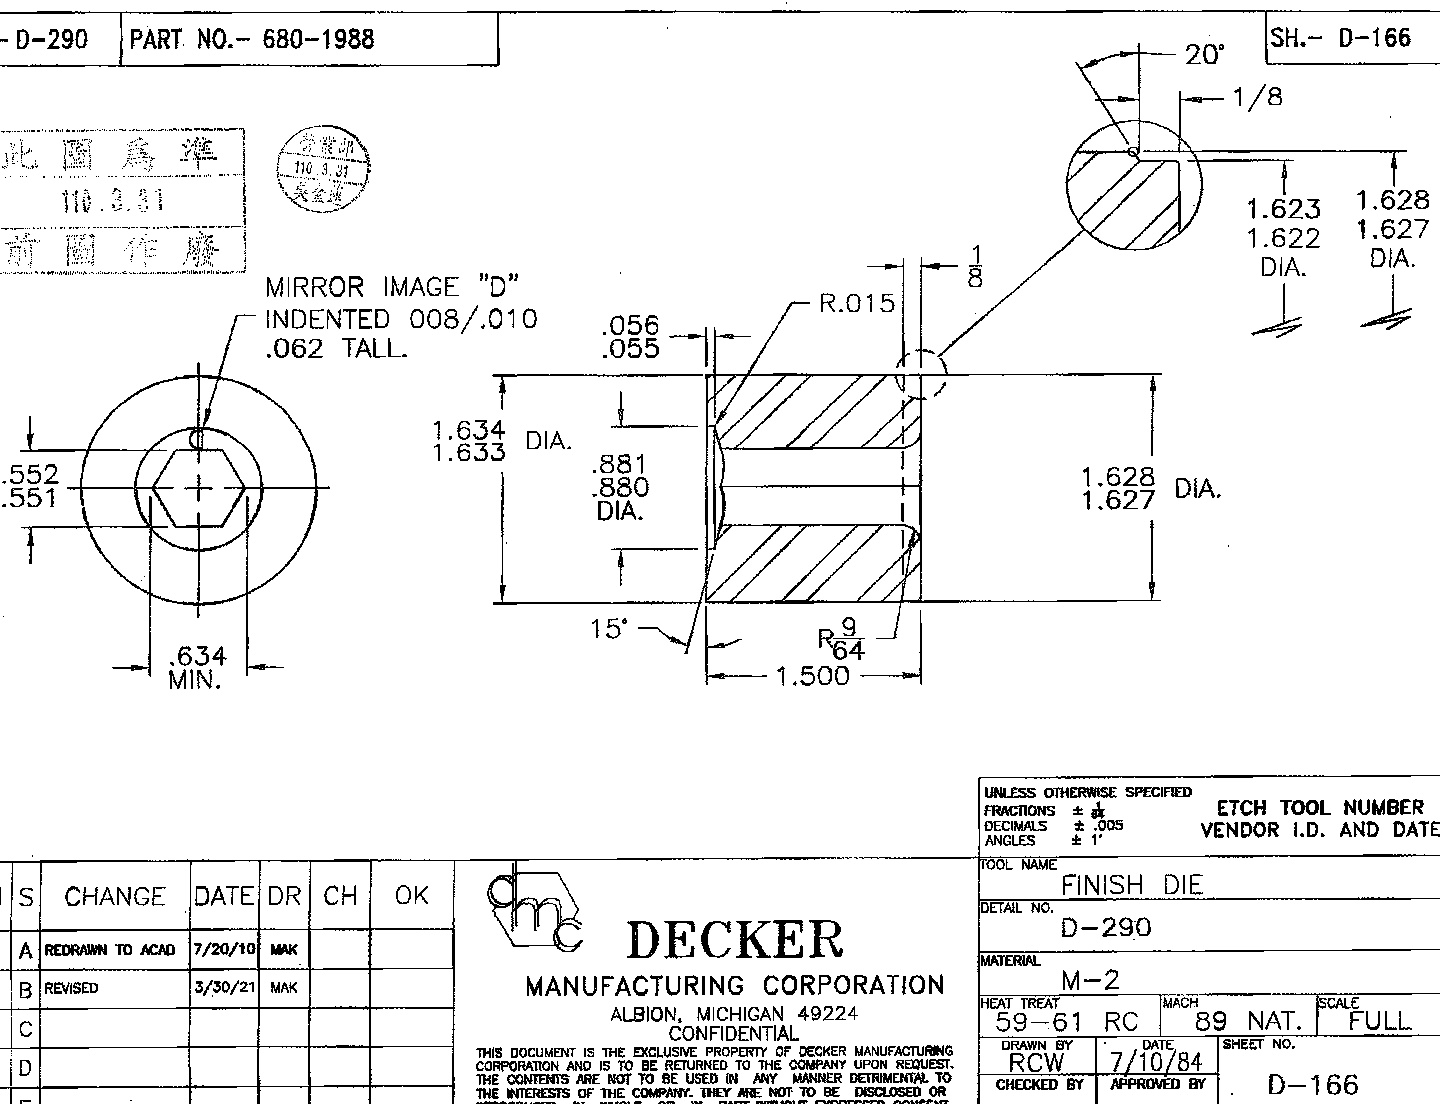 - D-290
PART NO.- 680-1988
SH.- D-166
20°
1/8
1.623
1.622
DIA.
1.628
1.627
DIA.
此圖為準
110.3.31
前圖作廢
110.3.31
MIRROR IMAGE "D"
INDENTED 008/.010
.062 TALL.
.552
.551
.634
MIN.
.056
.055
R.015
1
8
1.634
1.633
DIA.
.881
.880
DIA.
1.628
1.627
DIA.
15°
R 9
64
1.500
UNLESS OTHERWISE SPECIFIED
FRACTIONS ±
DECIMALS ± .005
ANGLES ± 1°
ETCH TOOL NUMBER
VENDOR I.D. AND DATE
TOOL NAME
FINISH DIE
DETAIL NO.
D-290
MATERIAL
M-2
HEAT TREAT
59-61 RC
MACH
89 NAT.
SCALE
FULL
DRAWN BY
RCW
DATE
7/10/84
SHEET NO.
D-166
CHECKED BY
APPROVED BY
S CHANGE DATE DR CH OK
A REDRAWN TO ACAD 7/20/10 MAK
B REVISED 3/30/21 MAK
C
D
dmc
DECKER
MANUFACTURING CORPORATION
ALBION, MICHIGAN 49224
CONFIDENTIAL
THIS DOCUMENT IS THE EXCLUSIVE PROPERTY OF DECKER MANUFACTURING
CORPORATION AND IS TO BE RETURNED TO THE COMPANY UPON REQUEST.
THE CONTENTS ARE NOT TO BE USED IN ANY MANNER DETRIMENTAL TO
THE INTERESTS OF THE COMPANY. THEY ARE NOT TO BE DISCLOSED OR